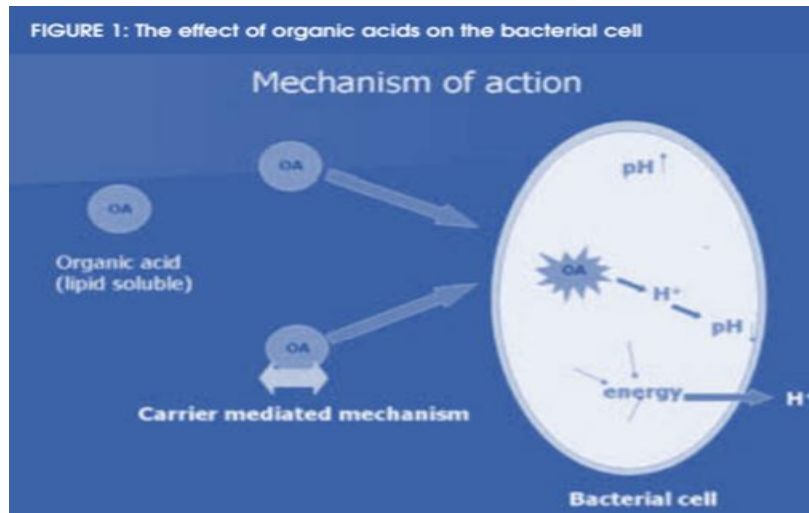 FIGURE 1: The effect of organic acids on the bacterial cell
Mechanism of action
OA
OA
Organic acid
(lipid soluble)
OA
Carrier mediated mechanism
pH↑
OA
H⁺
pH↓
energy
H⁺
Bacterial cell